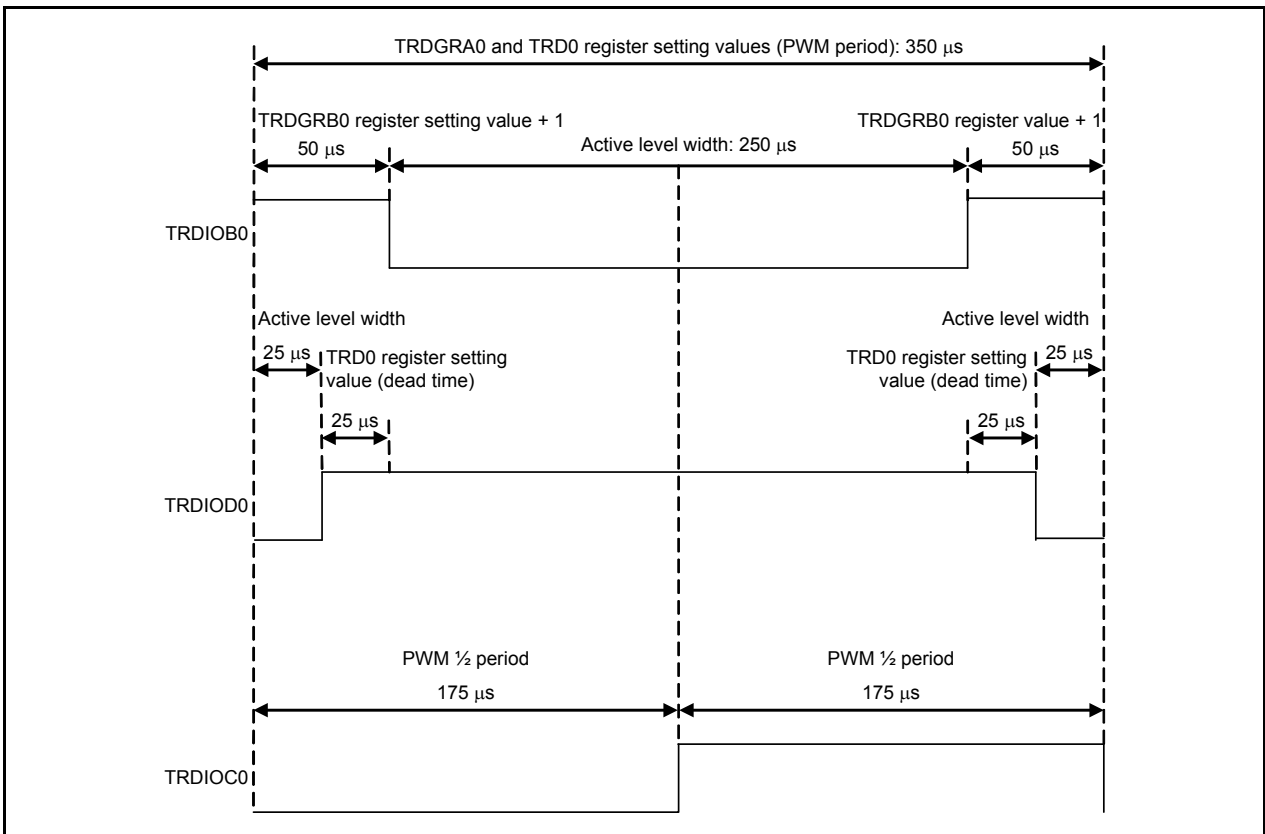 TRDGRA0 and TRD0 register setting values (PWM period): 350 μs
TRDGRB0 register setting value + 1
TRDGRB0 register value + 1
50 μs
Active level width: 250 μs
50 μs
TRDIOB0
Active level width
Active level width
25 μs
TRD0 register setting
value (dead time)
TRD0 register setting
value (dead time)
25 μs
25 μs
25 μs
TRDIOD0
PWM ½ period
PWM ½ period
175 μs
175 μs
TRDIOC0